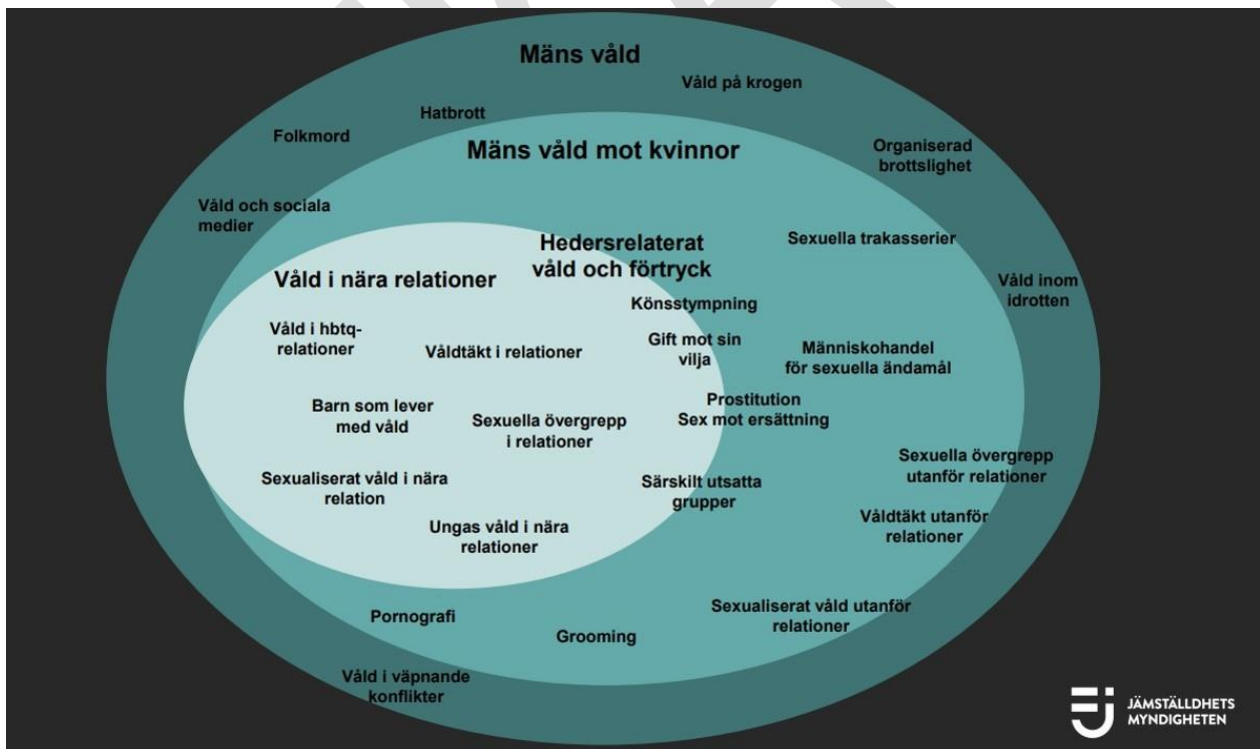 Mäns våld
Våld på krogen
Hatbrott
Folkmord
Organiserad
brottslighet
Mäns våld mot kvinnor
Våld och sociala
medier
Sexuella trakasserier
Hedersrelaterat
våld och förtryck
Våld i nära relationer
Våld inom
idrotten
Könsstympning
Våld i hbtq-
relationer
Våldtäkt i relationer
Gift mot sin
vilja
Människohandel
för sexuella ändamål
Barn som lever
med våld
Sexuella övergrepp
i relationer
Prostitution
Sex mot ersättning
Sexuella övergrepp
utanför relationer
Sexualiserat våld i nära
relation
Särskilt utsatta
grupper
Våldtäkt utanför
relationer
Ungas våld i nära
relationer
Pornografi
Grooming
Sexualiserat våld utanför
relationer
Våld i väpnande
konflikter
JÄMSTÄLLDHETS
MYNDIGHETEN